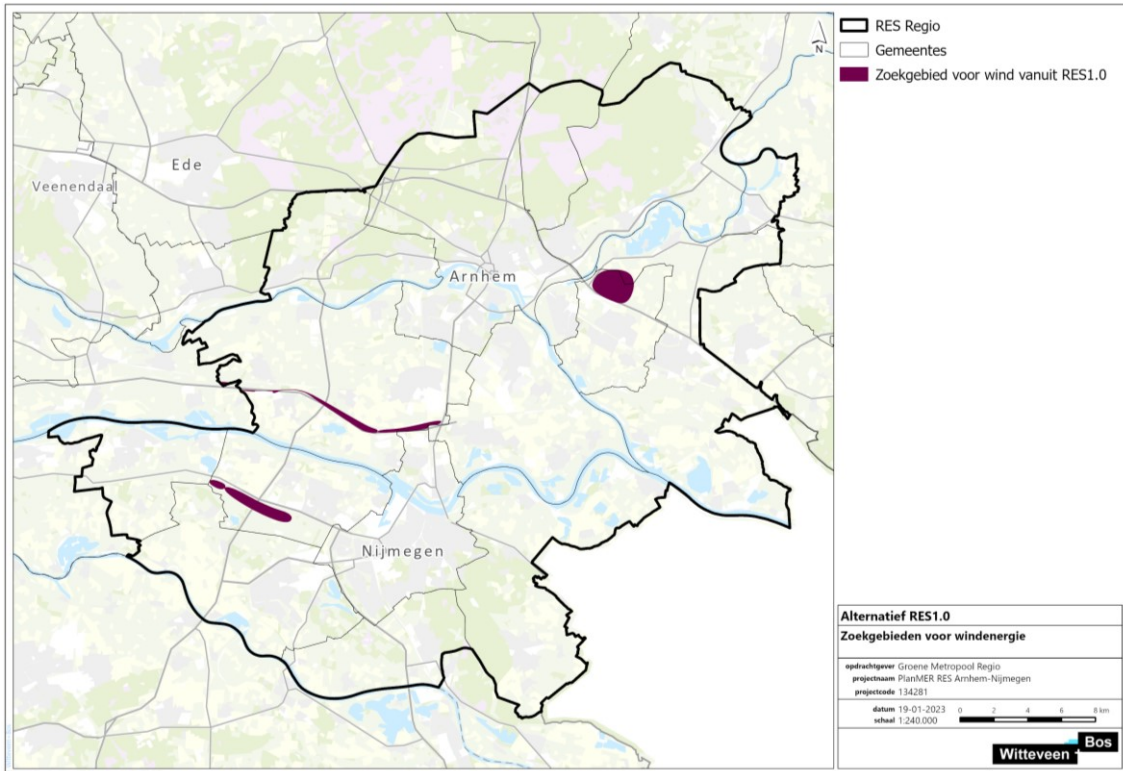 N
Ede
Veenendaal
Arnhem
Nijmegen
RES Regio
Gemeentes
Zoekgebied voor wind vanuit RES1.0
Alternatief RES1.0
Zoekgebieden voor windenergie
opdrachtgever Groene Metropool Regio
projectnaam PlanMER RES Arnhem-Nijmegen
projectcode 134281
datum 19-01-2023
schaal 1:240.000
0 2 4 6 8 km
Witteveen + Bos